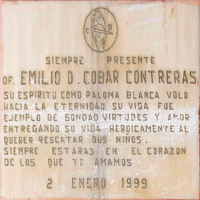 SIEMPRE PRESENTE
OF. EMILIO D. COBAR CONTRERAS
SU ESPIRITU COMO PALOMA BLANCA VOLO
HACIA LA ETERNIDAD SU VIDA FUE
EJEMPLO DE BONDAD VIRTUDES Y AMOR
ENTREGANDO SU VIDA HEROICAMENTE AL
QUERER RESCATAR DOS NIÑOS.
SIEMPRE ESTARAS EN EL CORAZON
DE LOS QUE TE AMAMOS
2 ENERO 1999